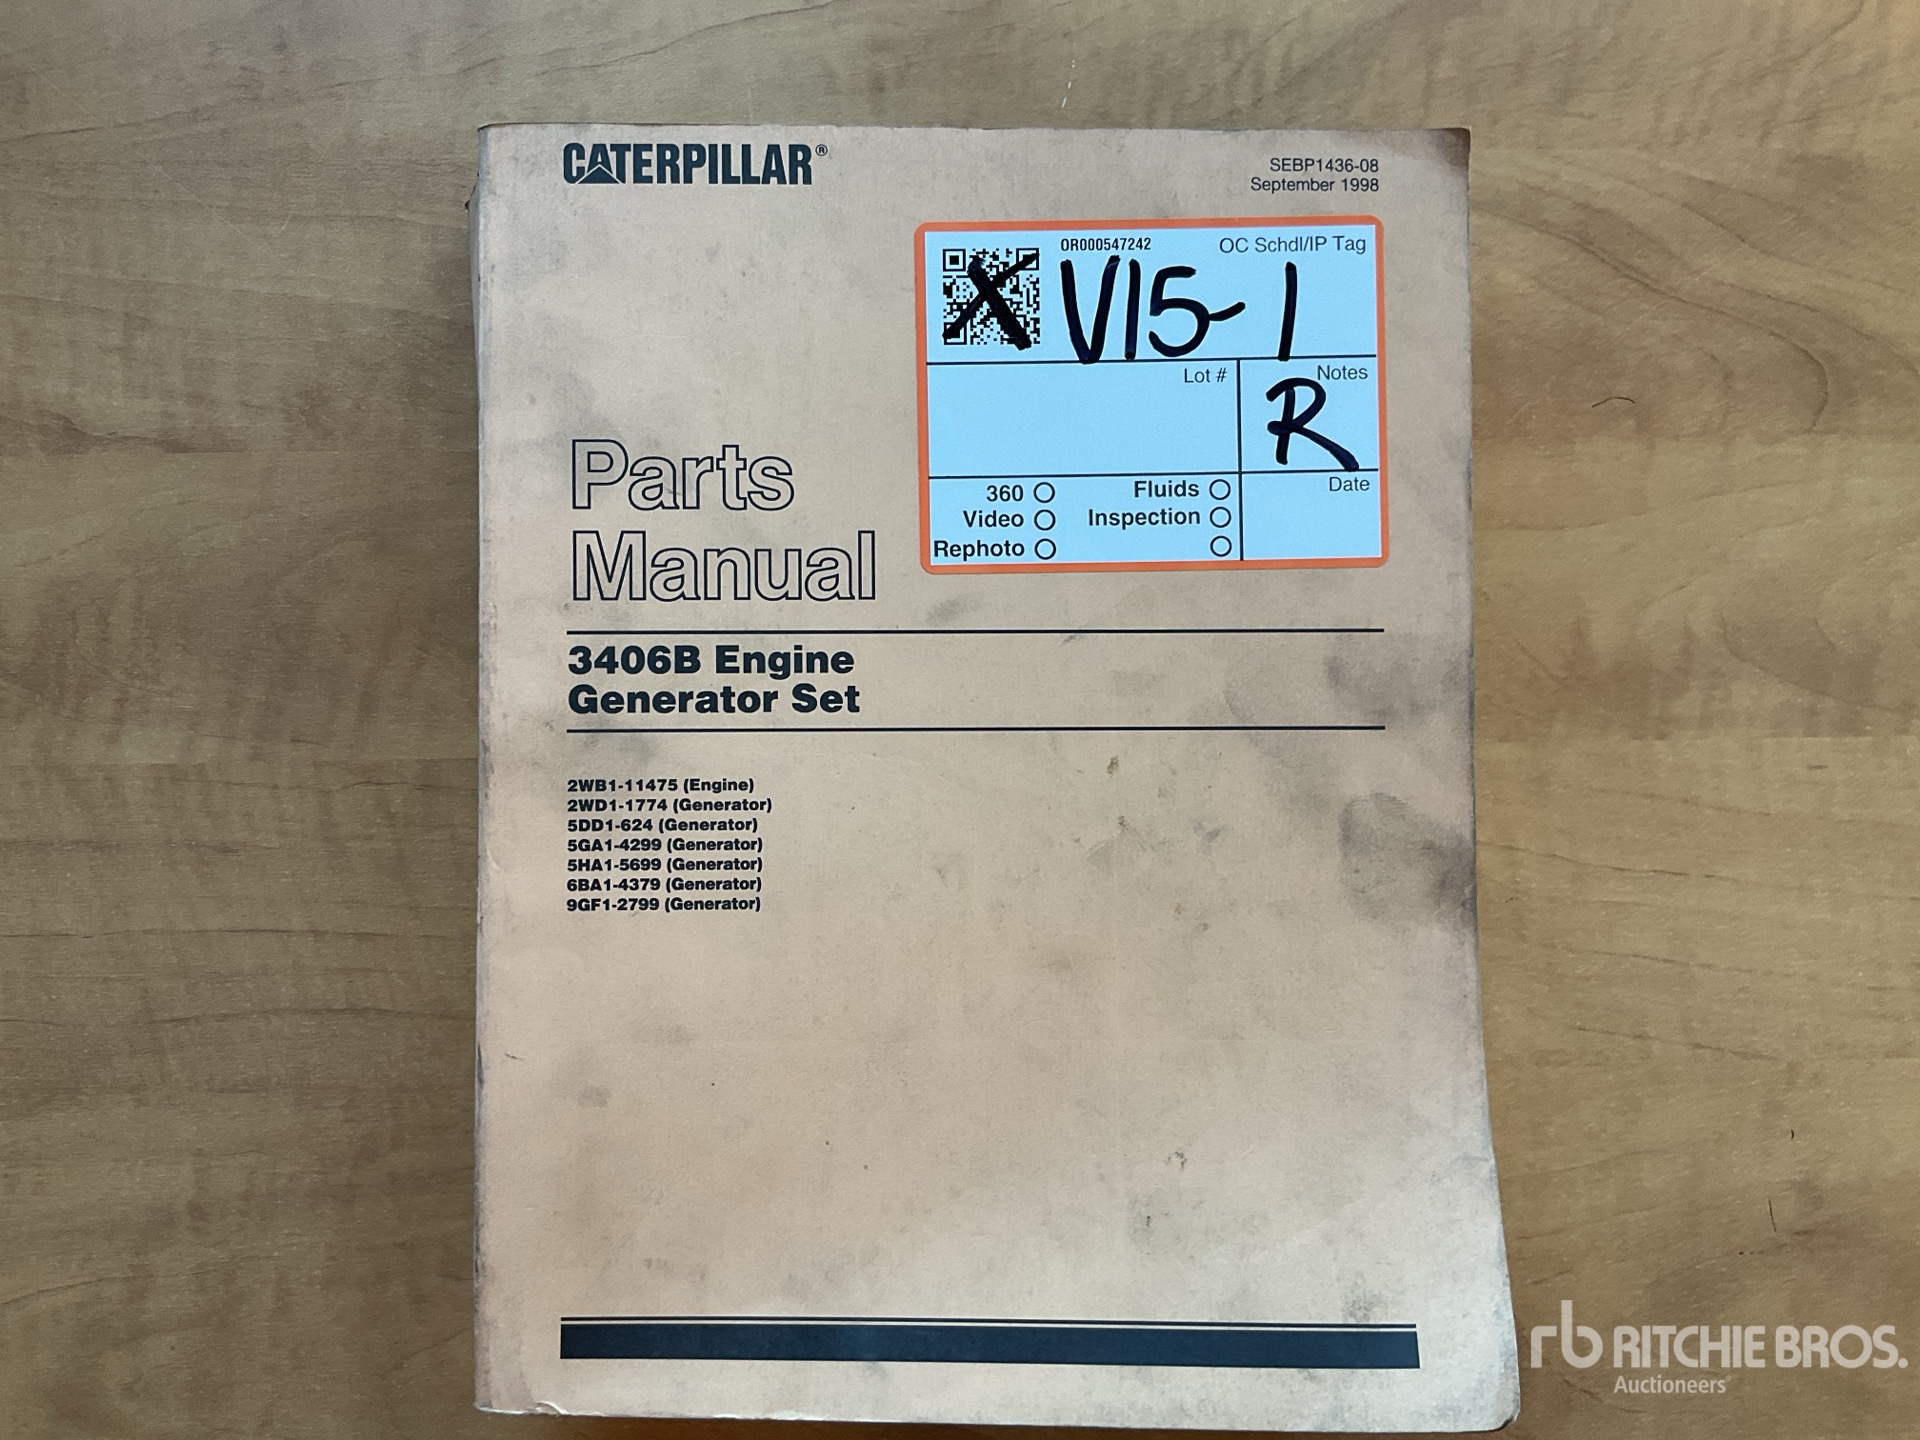 CATERPILLAR®
SEBP1436-08
September 1998
OR000547242
OC Schdl/IP Tag
X V15-1
Lot #
Notes
R
360
Fluids
Date
Video
Inspection
Rephoto
Parts
Manual
3406B Engine
Generator Set
2WB1-11475 (Engine)
2WD1-1774 (Generator)
5DD1-624 (Generator)
5GA1-4299 (Generator)
5HA1-5699 (Generator)
6BA1-4379 (Generator)
9GF1-2799 (Generator)
rb RITCHIE BROS.
Auctioneers